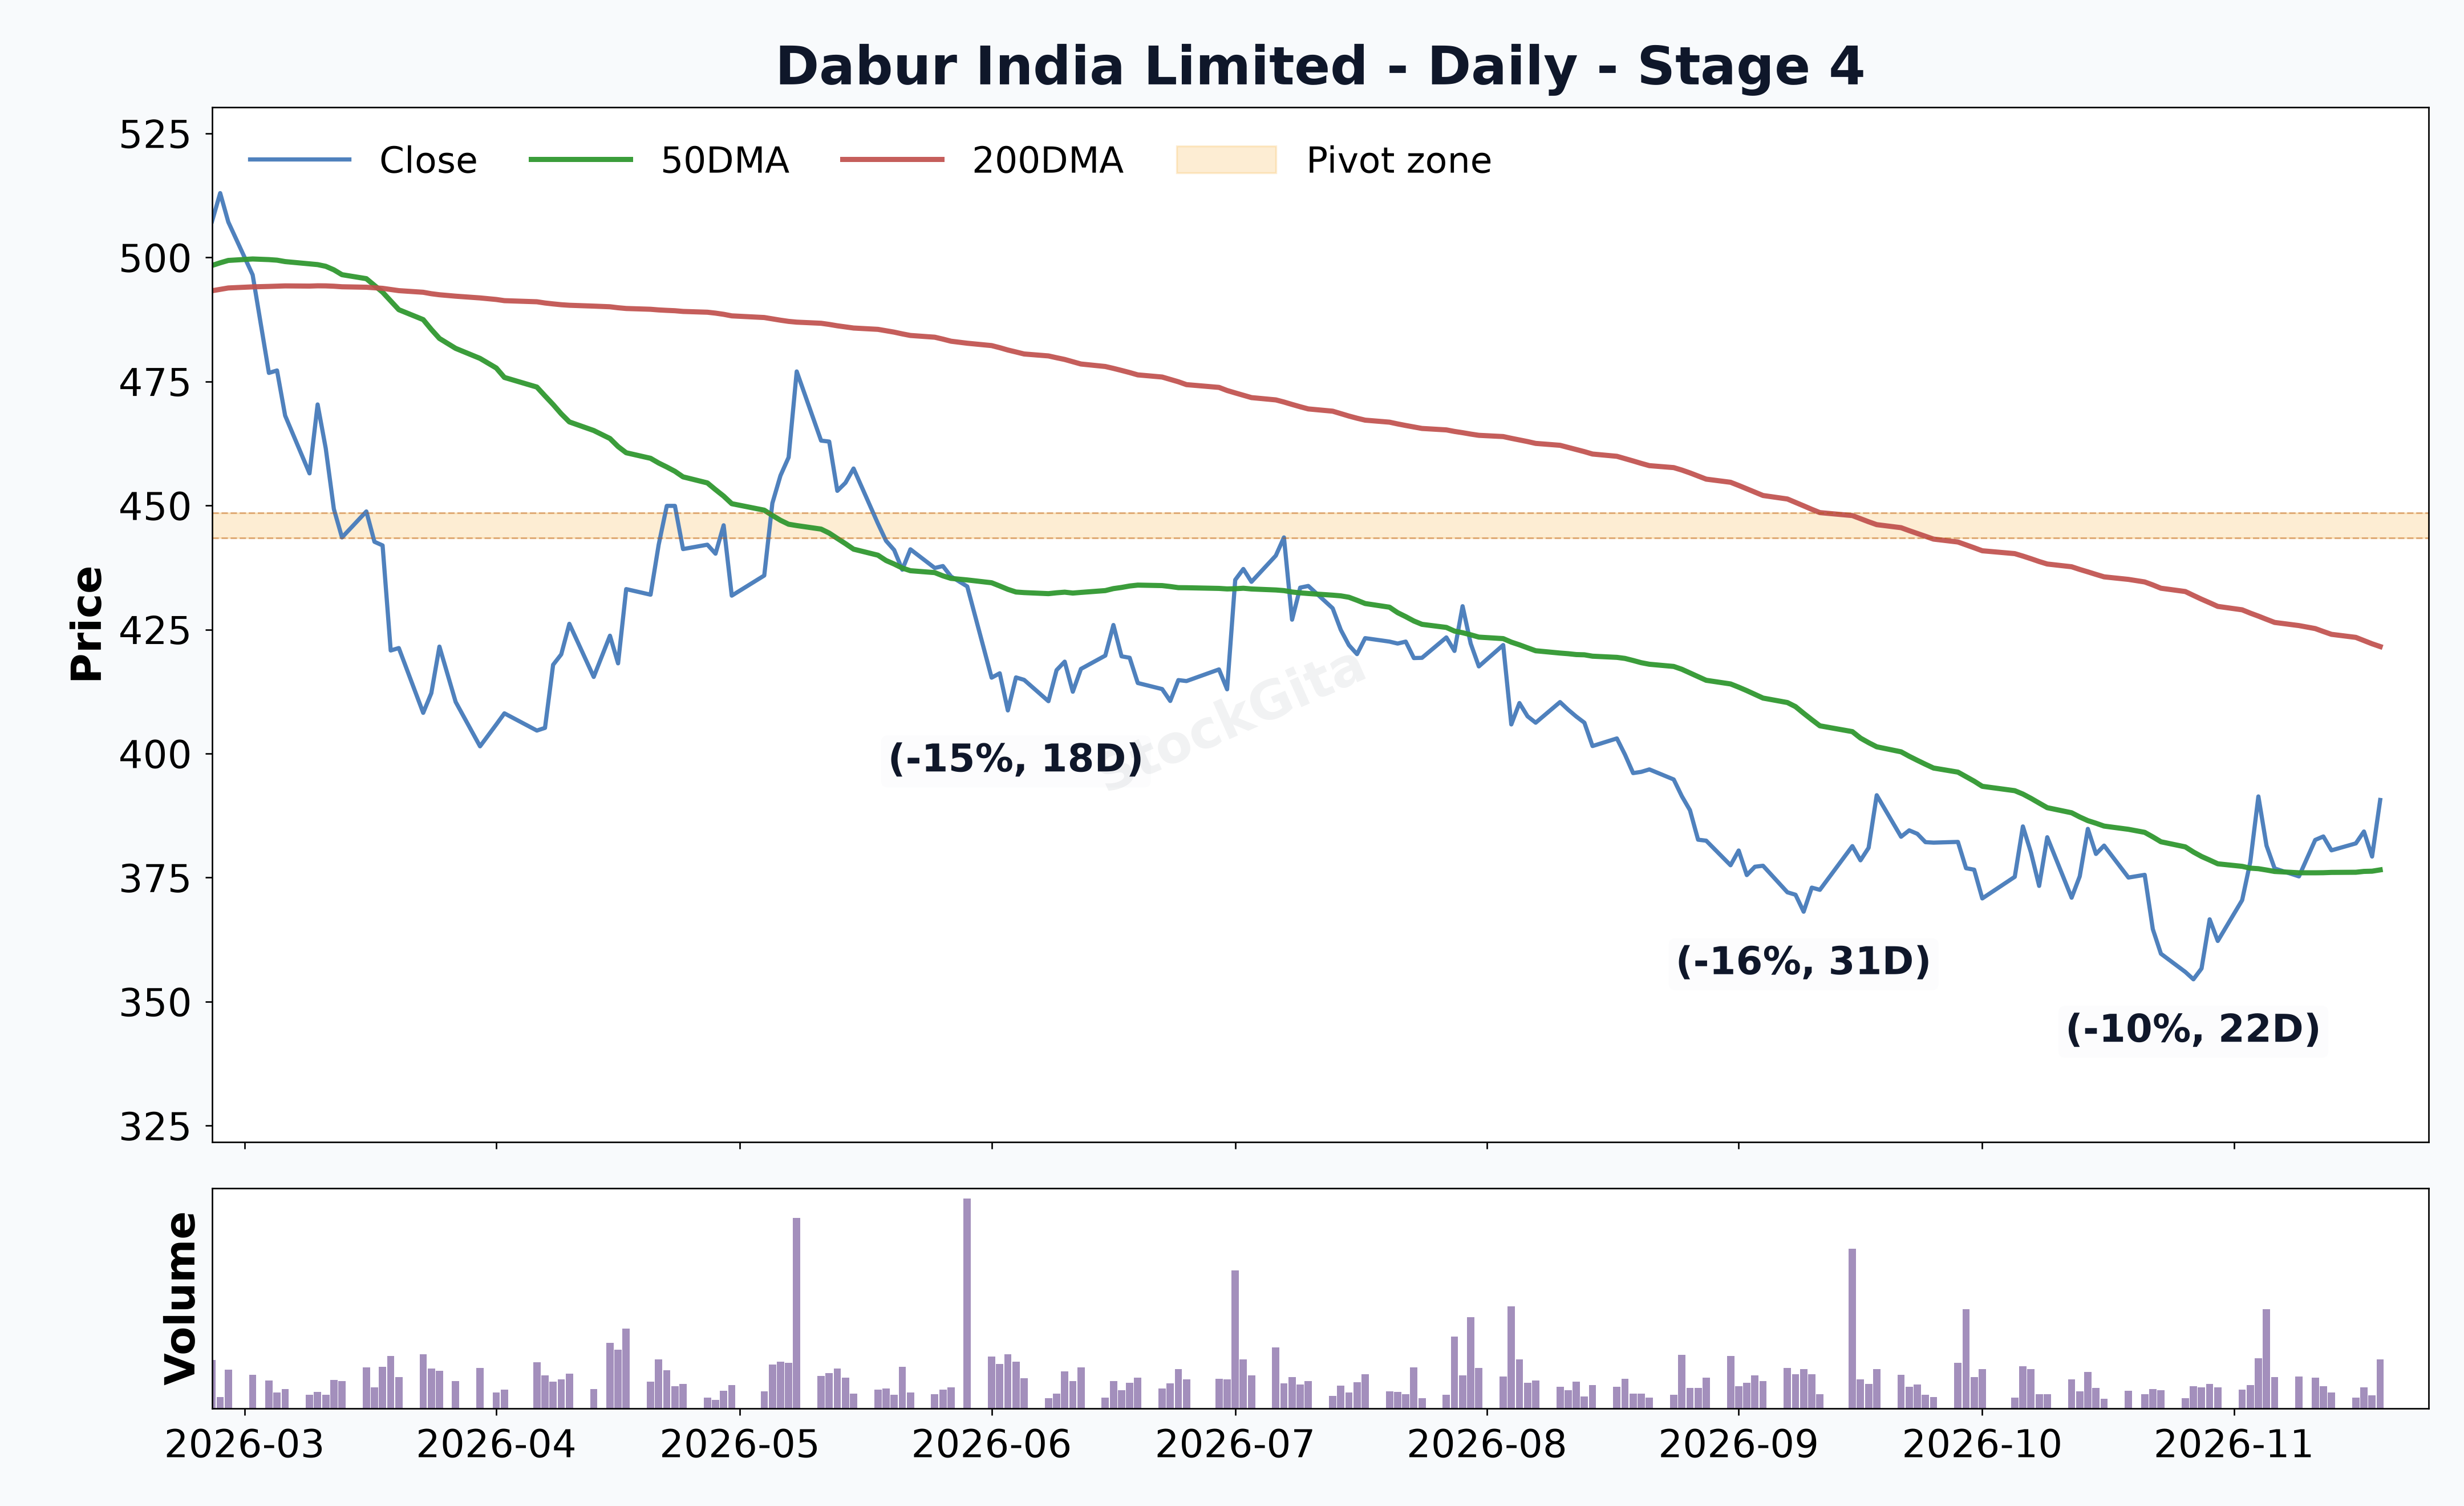 Dabur India Limited - Daily - Stage 4
Close 50DMA 200DMA Pivot zone
525
500
475
450
425
400
375
350
325
Price
StockGita
(-15%, 18D)
(-16%, 31D)
(-10%, 22D)
Volume
2026-03 2026-04 2026-05 2026-06 2026-07 2026-08 2026-09 2026-10 2026-11